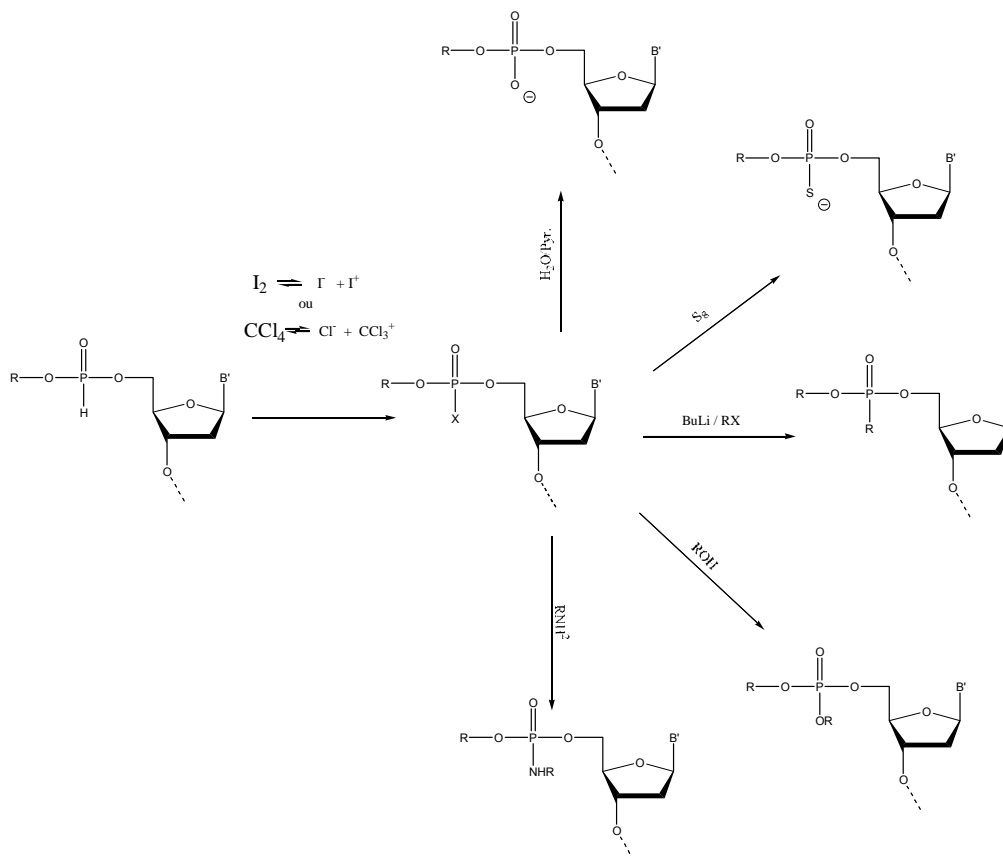 O
B'
R O P O
O
O ⊖
O
O
B'
R O P O
O
S ⊖
O
H₂O/Pyr.
S₈
I₂ ⇌ I⁻ + I⁺
ou
CCl₄ ⇌ Cl⁻ + CCl₃⁺
O
B'
R O P O
O
H
O
O
B'
R O P O
O
X
O
BuLi / RX
O
R O P O
O
R
O
ROH
RNH²
O
B'
R O P O
O
OR
O
O
B'
R O P O
O
NHR
O